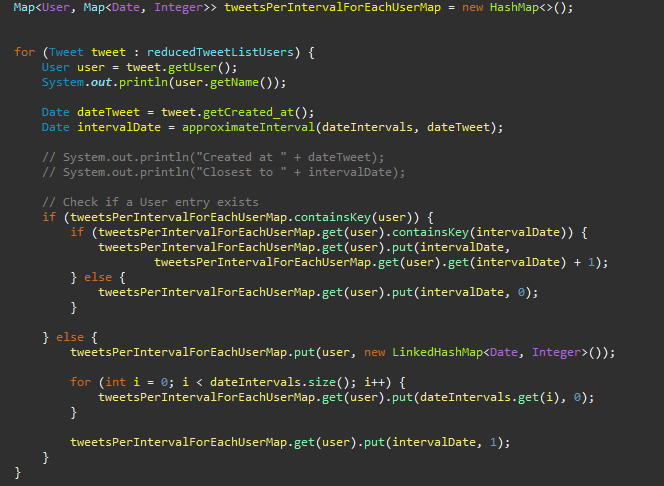 Map<User, Map<Date, Integer>> tweetsPerIntervalForEachUserMap = new HashMap<>();
for (Tweet tweet : reducedTweetListUsers) {
User user = tweet.getUser();
System.out.println(user.getName());
Date dateTweet = tweet.getCreated_at();
Date intervalDate = approximateInterval(dateIntervals, dateTweet);
// System.out.println("Created at " + dateTweet);
// System.out.println("Closest to " + intervalDate);
// Check if a User entry exists
if (tweetsPerIntervalForEachUserMap.containsKey(user)) {
if (tweetsPerIntervalForEachUserMap.get(user).containsKey(intervalDate)) {
tweetsPerIntervalForEachUserMap.get(user).put(intervalDate,
tweetsPerIntervalForEachUserMap.get(user).get(intervalDate) + 1);
} else {
tweetsPerIntervalForEachUserMap.get(user).put(intervalDate, 0);
}
} else {
tweetsPerIntervalForEachUserMap.put(user, new LinkedHashMap<Date, Integer>());
for (int i = 0; i < dateIntervals.size(); i++) {
tweetsPerIntervalForEachUserMap.get(user).put(dateIntervals.get(i), 0);
}
tweetsPerIntervalForEachUserMap.get(user).put(intervalDate, 1);
}
}